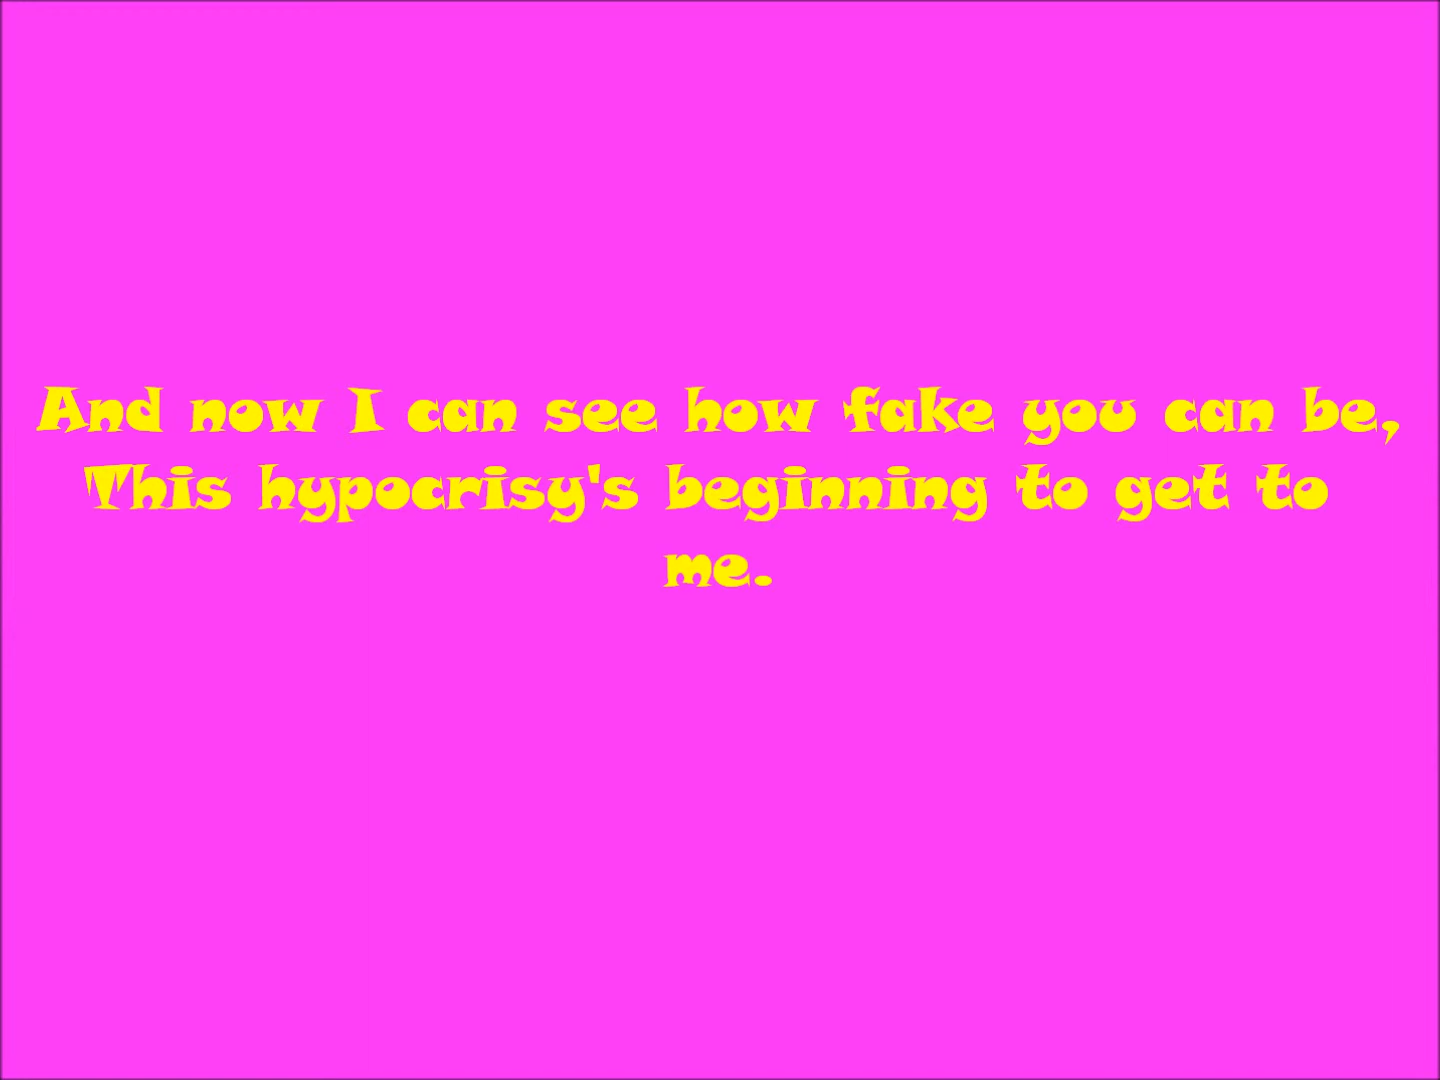 And now I can see how fake you can be,
This hypocrisy's beginning to get to
me.